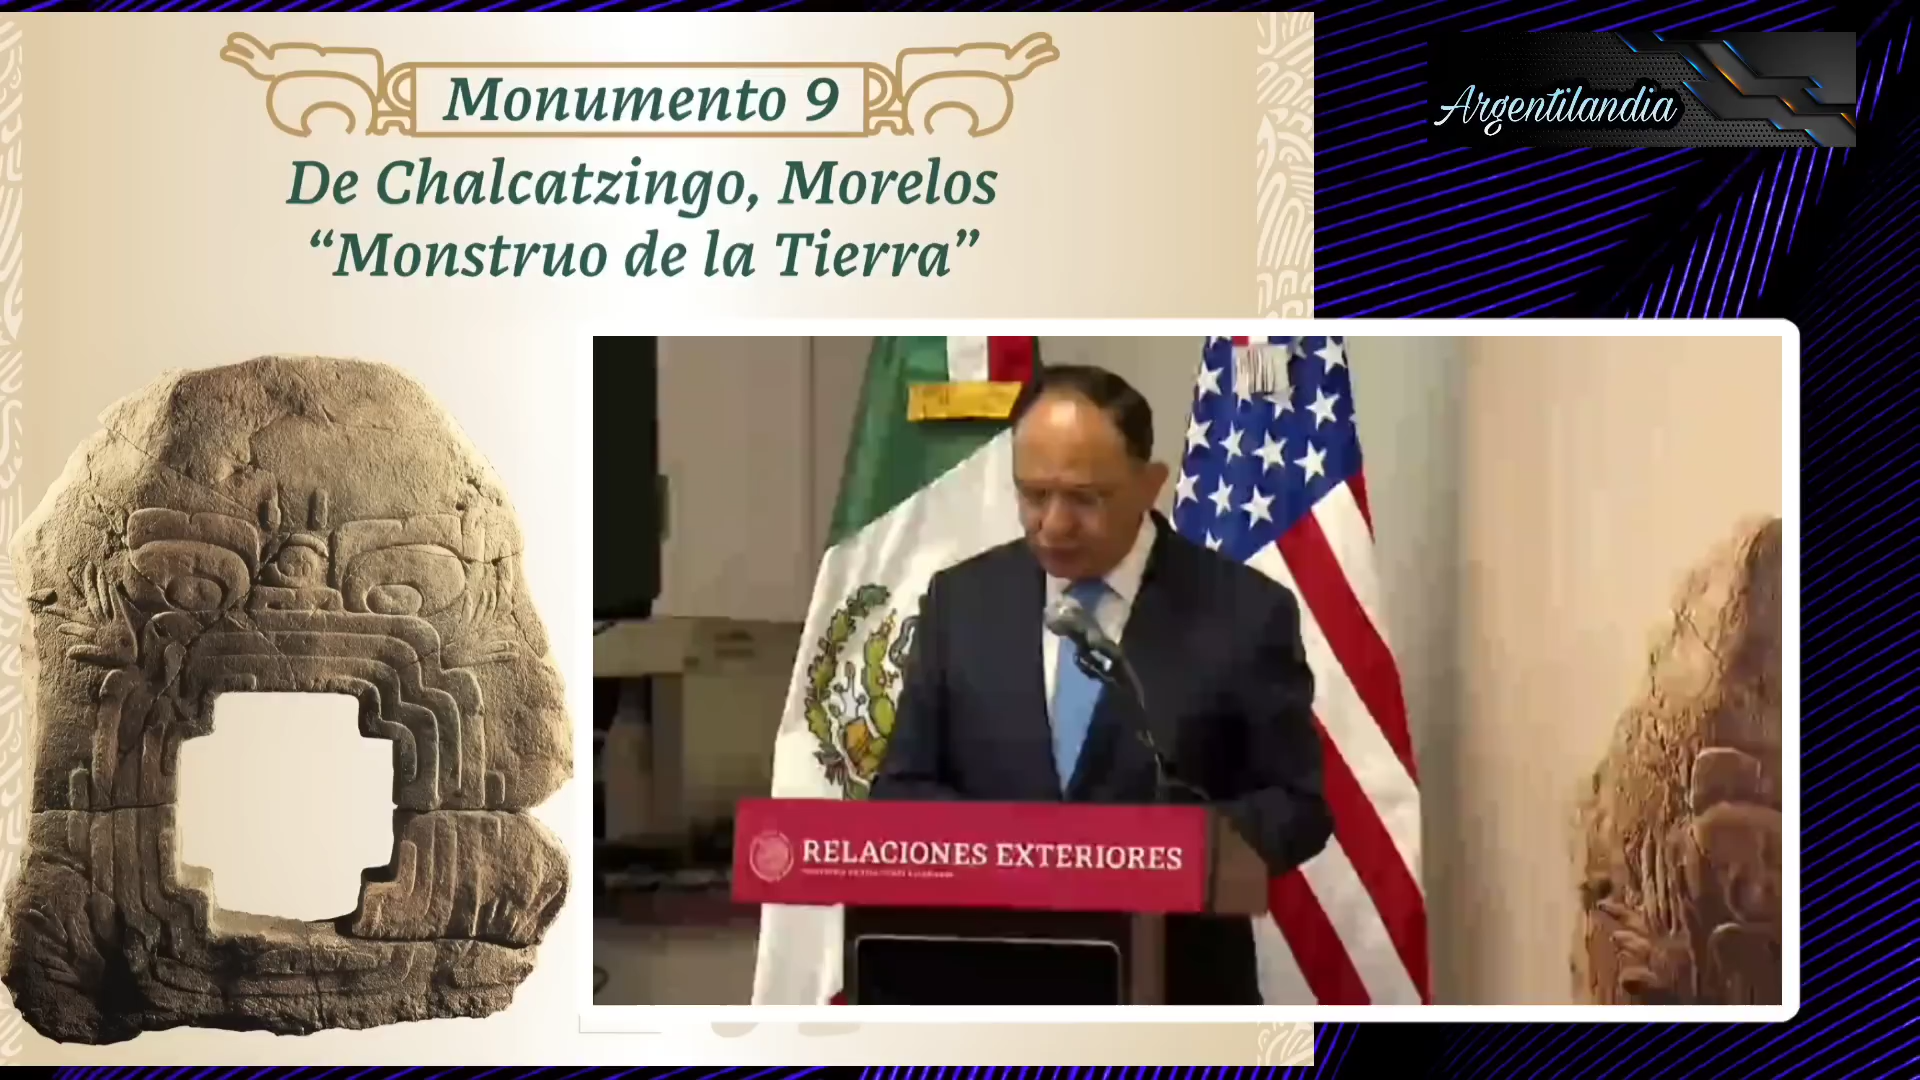 Monumento 9
De Chalcatzingo, Morelos
“Monstruo de la Tierra”
Argentilandia
RELACIONES EXTERIORES